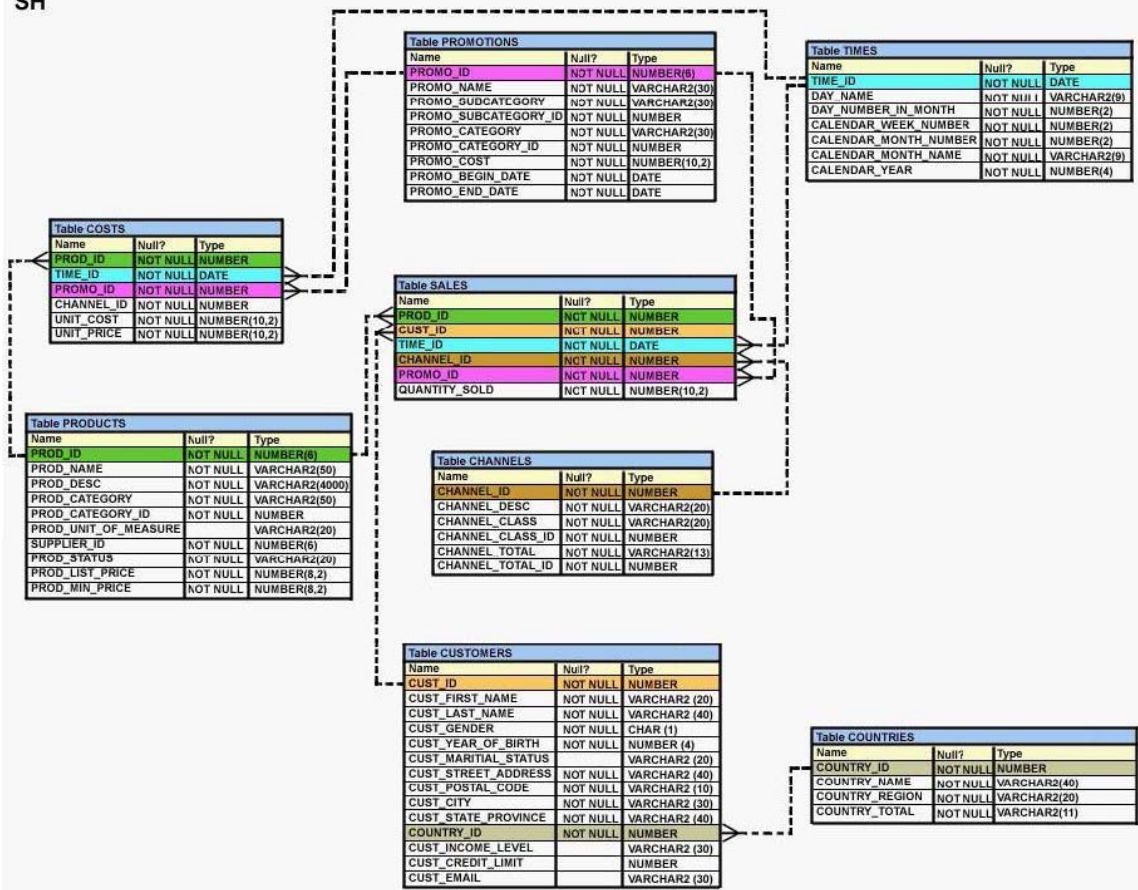 SH
Table PROMOTIONS
Name Null? Type
PROMO_ID NOT NULL NUMBER(6)
PROMO_NAME NOT NULL VARCHAR2(30)
PROMO_SUBCATEGORY NOT NULL VARCHAR2(30)
PROMO_SUBCATEGORY_ID NOT NULL NUMBER
PROMO_CATEGORY NOT NULL VARCHAR2(30)
PROMO_CATEGORY_ID NOT NULL NUMBER
PROMO_COST NOT NULL NUMBER(10,2)
PROMO_BEGIN_DATE NOT NULL DATE
PROMO_END_DATE NOT NULL DATE
Table TIMES
Name Null? Type
TIME_ID NOT NULL DATE
DAY_NAME NOT NULL VARCHAR2(9)
DAY_NUMBER_IN_MONTH NOT NULL NUMBER(2)
CALENDAR_WEEK_NUMBER NOT NULL NUMBER(2)
CALENDAR_MONTH_NUMBER NOT NULL NUMBER(2)
CALENDAR_MONTH_NAME NOT NULL VARCHAR2(9)
CALENDAR_YEAR NOT NULL NUMBER(4)
Table COSTS
Name Null? Type
PROD_ID NOT NULL NUMBER
TIME_ID NOT NULL DATE
PROMO_ID NOT NULL NUMBER
CHANNEL_ID NOT NULL NUMBER
UNIT_COST NOT NULL NUMBER(10,2)
UNIT_PRICE NOT NULL NUMBER(10,2)
Table SALES
Name Null? Type
PROD_ID NOT NULL NUMBER
CUST_ID NOT NULL NUMBER
TIME_ID NOT NULL DATE
CHANNEL_ID NOT NULL NUMBER
PROMO_ID NOT NULL NUMBER
QUANTITY_SOLD NOT NULL NUMBER(10,2)
Table PRODUCTS
Name Null? Type
PROD_ID NOT NULL NUMBER(6)
PROD_NAME NOT NULL VARCHAR2(50)
PROD_DESC NOT NULL VARCHAR2(4000)
PROD_CATEGORY NOT NULL VARCHAR2(50)
PROD_CATEGORY_ID NOT NULL NUMBER
PROD_UNIT_OF_MEASURE VARCHAR2(20)
SUPPLIER_ID NOT NULL NUMBER(6)
PROD_STATUS NOT NULL VARCHAR2(20)
PROD_LIST_PRICE NOT NULL NUMBER(8,2)
PROD_MIN_PRICE NOT NULL NUMBER(8,2)
Table CHANNELS
Name Null? Type
CHANNEL_ID NOT NULL NUMBER
CHANNEL_DESC NOT NULL VARCHAR2(20)
CHANNEL_CLASS NOT NULL VARCHAR2(20)
CHANNEL_CLASS_ID NOT NULL NUMBER
CHANNEL_TOTAL NOT NULL VARCHAR2(13)
CHANNEL_TOTAL_ID NOT NULL NUMBER
Table CUSTOMERS
Name Null? Type
CUST_ID NOT NULL NUMBER
CUST_FIRST_NAME NOT NULL VARCHAR2 (20)
CUST_LAST_NAME NOT NULL VARCHAR2 (40)
CUST_GENDER NOT NULL CHAR (1)
CUST_YEAR_OF_BIRTH NOT NULL NUMBER (4)
CUST_MARITIAL_STATUS VARCHAR2 (20)
CUST_STREET_ADDRESS NOT NULL VARCHAR2 (40)
CUST_POSTAL_CODE NOT NULL VARCHAR2 (10)
CUST_CITY NOT NULL VARCHAR2 (30)
CUST_STATE_PROVINCE NOT NULL VARCHAR2 (40)
COUNTRY_ID NOT NULL NUMBER
CUST_INCOME_LEVEL VARCHAR2 (30)
CUST_CREDIT_LIMIT NUMBER
CUST_EMAIL VARCHAR2 (30)
Table COUNTRIES
Name Null? Type
COUNTRY_ID NOT NULL NUMBER
COUNTRY_NAME NOT NULL VARCHAR2(40)
COUNTRY_REGION NOT NULL VARCHAR2(20)
COUNTRY_TOTAL NOT NULL VARCHAR2(11)